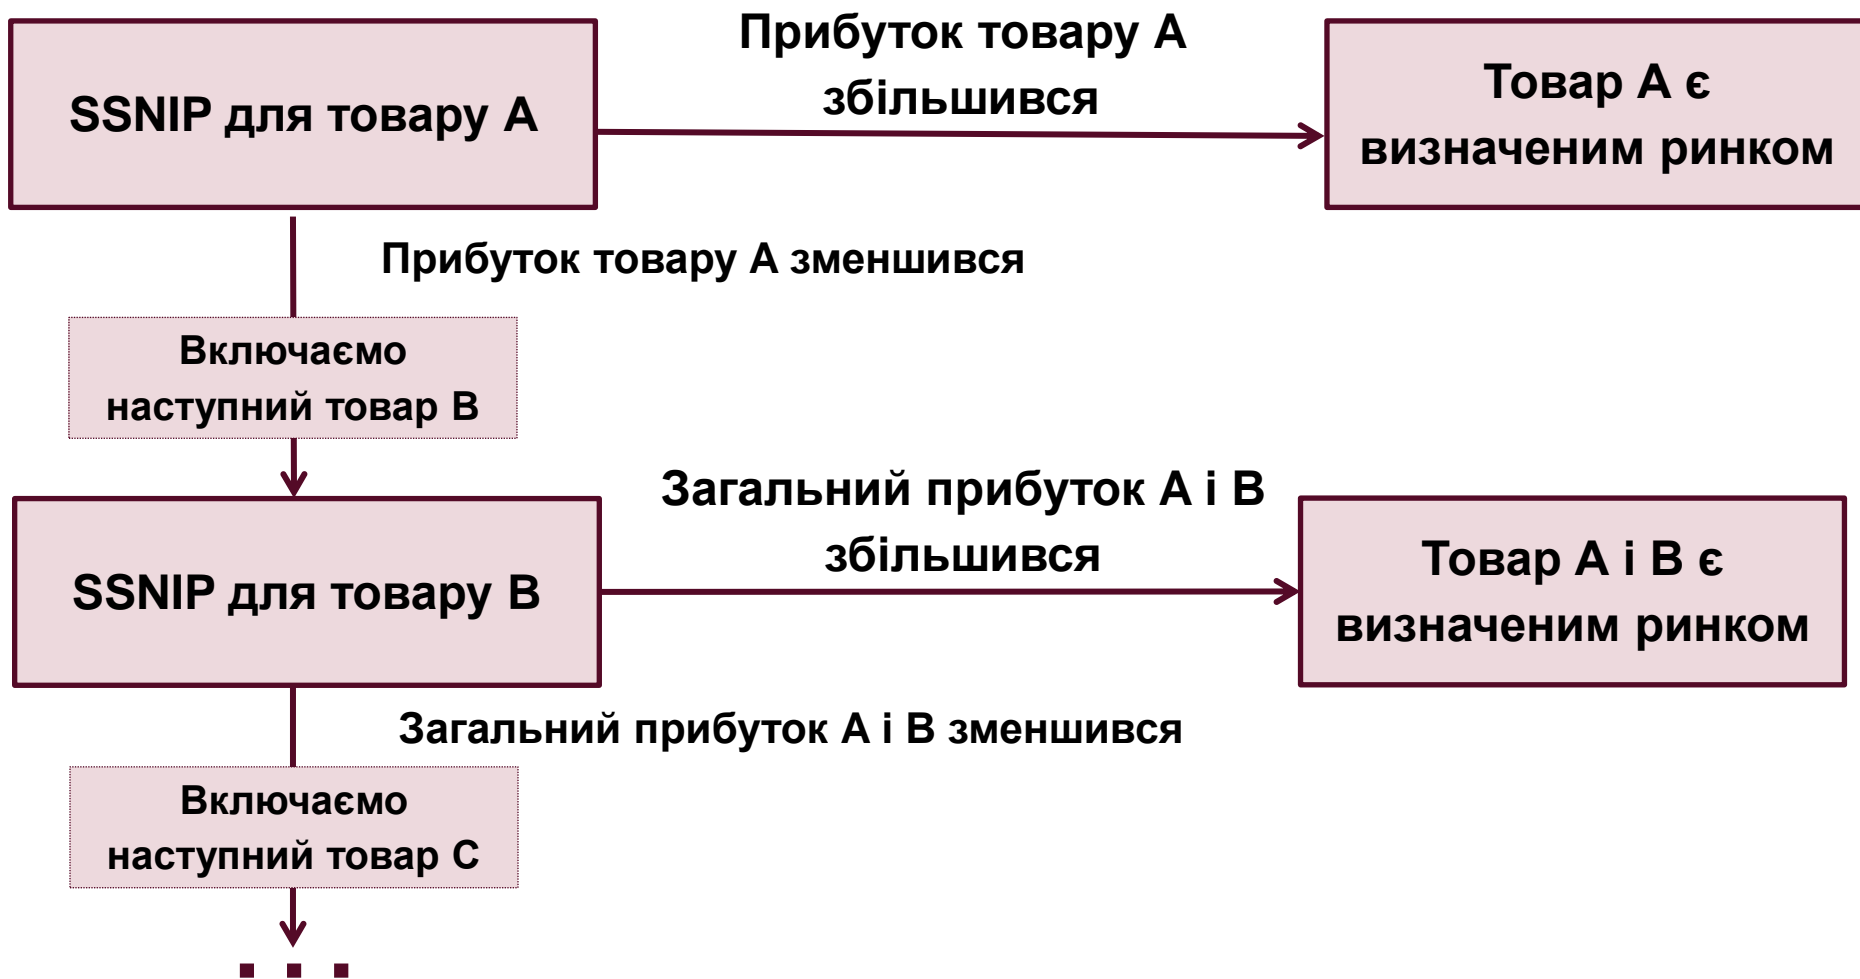 Прибуток товару А
збільшився
SSNIP для товару А
Товар А є
визначеним ринком
Прибуток товару А зменшився
Включаємо
наступний товар В
Загальний прибуток А і В
збільшився
SSNIP для товару В
Товар А і В є
визначеним ринком
Загальний прибуток А і В зменшився
Включаємо
наступний товар С
...